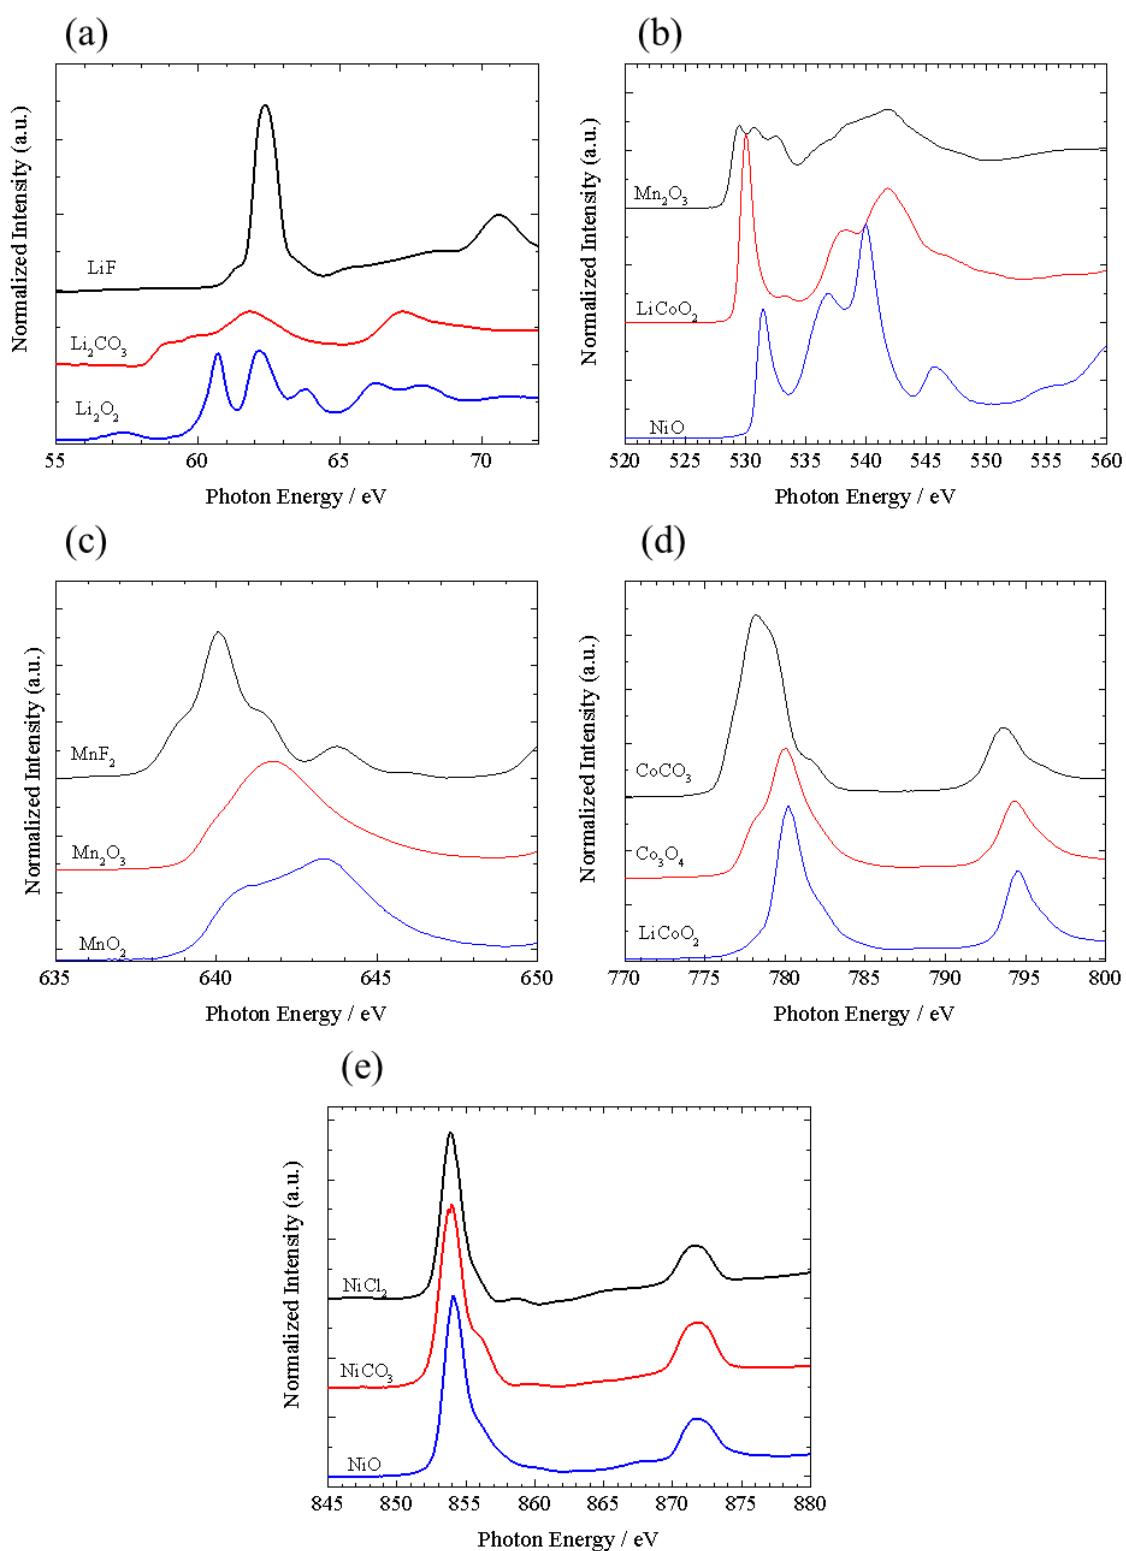 (a)
Normalized Intensity (a.u.)
LiF
Li₂CO₃
Li₂O₂
55 60 65 70
Photon Energy / eV
(b)
Normalized Intensity (a.u.)
Mn₂O₃
LiCoO₂
NiO
520 525 530 535 540 545 550 555 560
Photon Energy / eV
(c)
Normalized Intensity (a.u.)
MnF₂
Mn₂O₃
MnO₂
635 640 645 650
Photon Energy / eV
(d)
Normalized Intensity (a.u.)
CoCO₃
Co₃O₄
LiCoO₂
770 775 780 785 790 795 800
Photon Energy / eV
(e)
Normalized Intensity (a.u.)
NiCl₂
NiCO₃
NiO
845 850 855 860 865 870 875 880
Photon Energy / eV